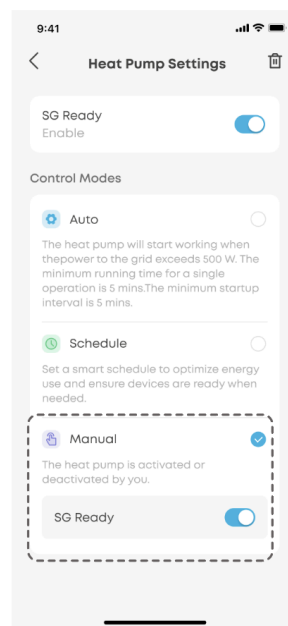 9:41
Heat Pump Settings
SG Ready
Enable
Control Modes
Auto
The heat pump will start working when
thepower to the grid exceeds 500 W. The
minimum running time for a single
operation is 5 mins.The minimum startup
interval is 5 mins.
Schedule
Set a smart schedule to optimize energy
use and ensure devices are ready when
needed.
Manual
The heat pump is activated or
deactivated by you.
SG Ready